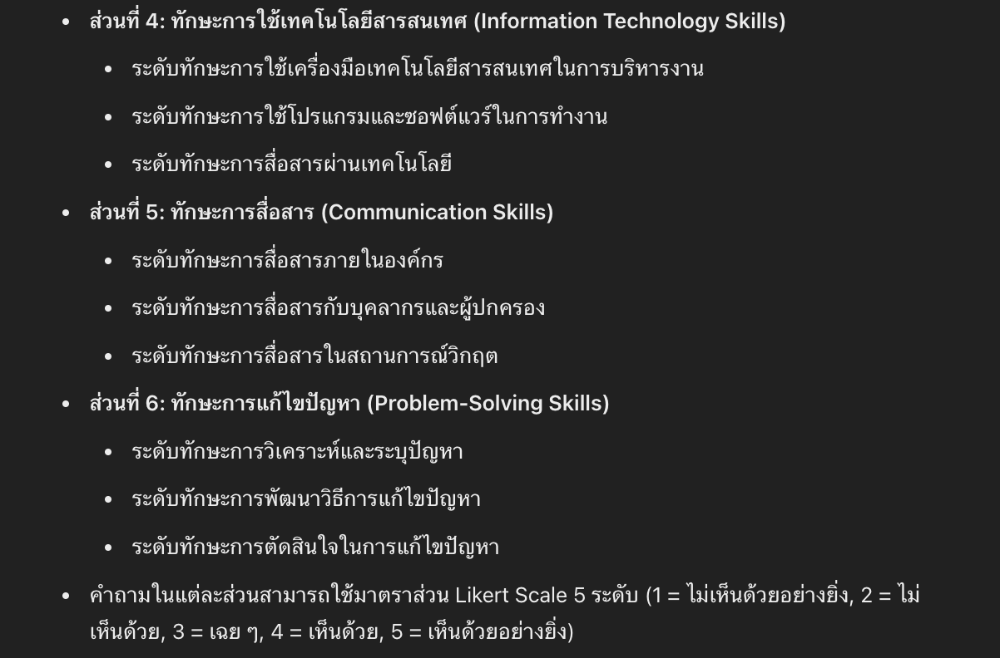 • ส่วนที่ 4: ทักษะการใช้เทคโนโลยีสารสนเทศ (Information Technology Skills)
• ระดับทักษะการใช้เครื่องมือเทคโนโลยีสารสนเทศในการบริหารงาน
• ระดับทักษะการใช้โปรแกรมและซอฟต์แวร์ในการทำงาน
• ระดับทักษะการสื่อสารผ่านเทคโนโลยี
• ส่วนที่ 5: ทักษะการสื่อสาร (Communication Skills)
• ระดับทักษะการสื่อสารภายในองค์กร
• ระดับทักษะการสื่อสารกับบุคลากรและผู้ปกครอง
• ระดับทักษะการสื่อสารในสถานการณ์วิกฤต
• ส่วนที่ 6: ทักษะการแก้ไขปัญหา (Problem-Solving Skills)
• ระดับทักษะการวิเคราะห์และระบุปัญหา
• ระดับทักษะการพัฒนาวิธีการแก้ไขปัญหา
• ระดับทักษะการตัดสินใจในการแก้ไขปัญหา
• คำถามในแต่ละส่วนสามารถใช้มาตราส่วน Likert Scale 5 ระดับ (1 = ไม่เห็นด้วยอย่างยิ่ง, 2 = ไม่
เห็นด้วย, 3 = เฉย ๆ, 4 = เห็นด้วย, 5 = เห็นด้วยอย่างยิ่ง)